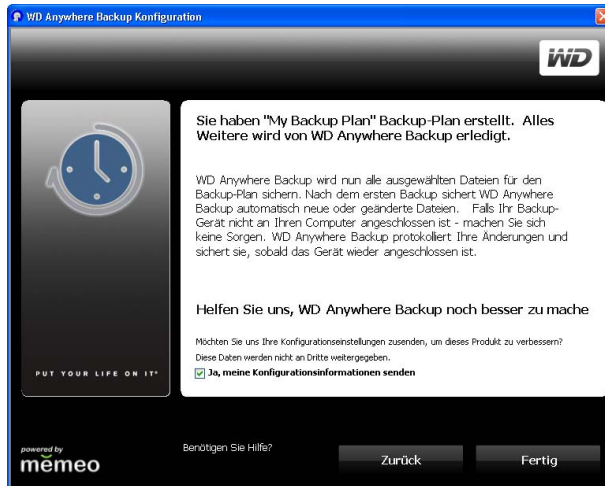 WD Anywhere Backup Konfiguration
WD
Sie haben "My Backup Plan" Backup-Plan erstellt. Alles
Weitere wird von WD Anywhere Backup erledigt.
WD Anywhere Backup wird nun alle ausgewählten Dateien für den
Backup-Plan sichern. Nach dem ersten Backup sichert WD Anywhere
Backup automatisch neue oder geänderte Dateien. Falls Ihr Backup-
Gerät nicht an Ihren Computer angeschlossen ist - machen Sie sich
keine Sorgen. WD Anywhere Backup protokolliert Ihre Änderungen und
sichert sie, sobald das Gerät wieder angeschlossen ist.
Helfen Sie uns, WD Anywhere Backup noch besser zu mache
Möchten Sie uns Ihre Konfigurationseinstellungen zusenden, um dieses Produkt zu verbessern?
Diese Daten werden nicht an Dritte weitergegeben.
Ja, meine Konfigurationsinformationen senden
PUT YOUR LIFE ON IT®
powered by
memeo
Benötigen Sie Hilfe?
Zurück
Fertig